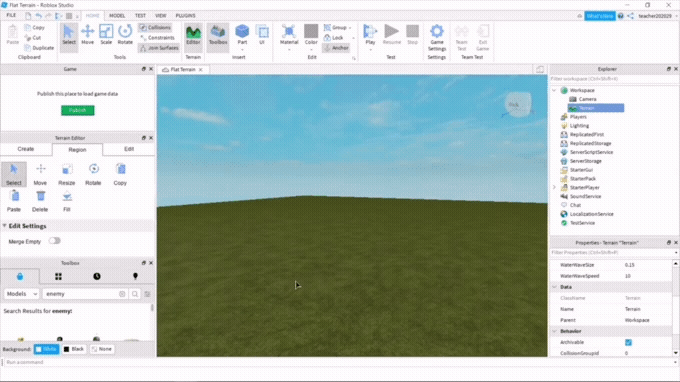 Flat Terrain - Roblox Studio
FILE
HOME MODEL TEST VIEW PLUGINS
What's new
teacher202029
Paste
Copy
Cut
Duplicate
Clipboard
Select Move Scale Rotate
Collisions
Constraints
Join Surfaces
Tools
Editor
Terrain
Toolbox Part UI
Insert
Material Color
Group
Lock
Anchor
Edit
Play Resume Stop
Test
Game Settings
Settings
Team Test
Exit Game
Team Test
Game
Publish this place to load game data
Publish
Terrain Editor
Create Region Edit
Select Move Resize Rotate Copy
Paste Delete Fill
Edit Settings
Merge Empty
Toolbox
Models enemy
Search Results for enemy:
Background: White Black None
Run a command
Flat Terrain
Explorer
Filter workspace (Ctrl+Shift+X)
Workspace
Camera
Terrain
Players
Lighting
ReplicatedFirst
ReplicatedStorage
ServerScriptService
ServerStorage
StarterGui
StarterPack
StarterPlayer
SoundService
Chat
LocalizationService
TestService
Properties - Terrain "Terrain"
Filter Properties (Ctrl+Shift+P)
WaterWaveSize 0.15
WaterWaveSpeed 10
Data
ClassName Terrain
Name Terrain
Parent Workspace
Behavior
Archivable
CollisionGroupId 0